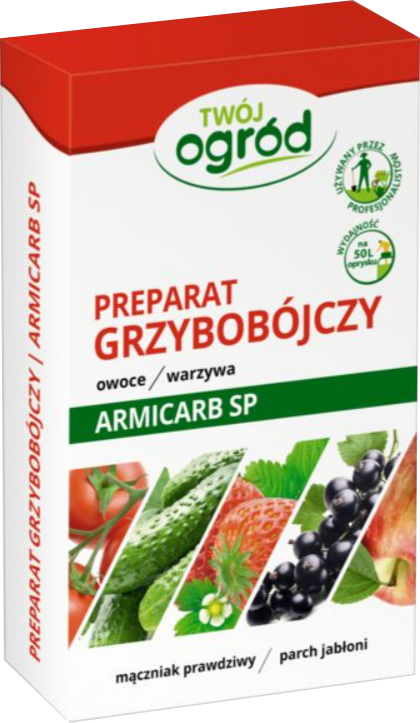 TWÓJ
ogród
UŻYWANY PRZEZ
PROFESJONALISTÓW
WYDAJNOŚĆ
na
50L
oprysku
PREPARAT
GRZYBOBÓJCZY
owoce / warzywa
ARMICARB SP
mączniak prawdziwy / parch jabłoni
PREPARAT GRZYBOBÓJCZY | ARMICARB SP